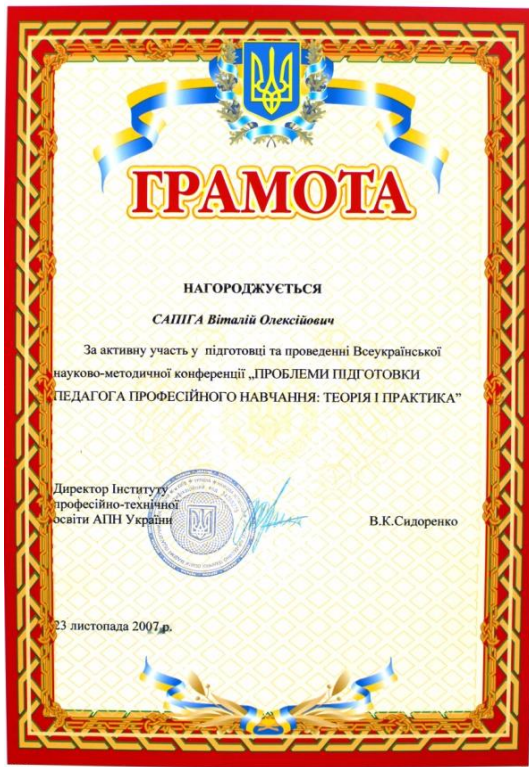 ГРАМОТА
НАГОРОДЖУЄТЬСЯ
САПІГА Віталій Олексійович
За активну участь у підготовці та проведенні Всеукраїнської
науково-методичної конференції „ПРОБЛЕМИ ПІДГОТОВКИ
ПЕДАГОГА ПРОФЕСІЙНОГО НАВЧАННЯ: ТЕОРІЯ І ПРАКТИКА”
Директор Інституту
професійно-технічної
освіти АПН України
В.К.Сидоренко
23 листопада 2007 р.